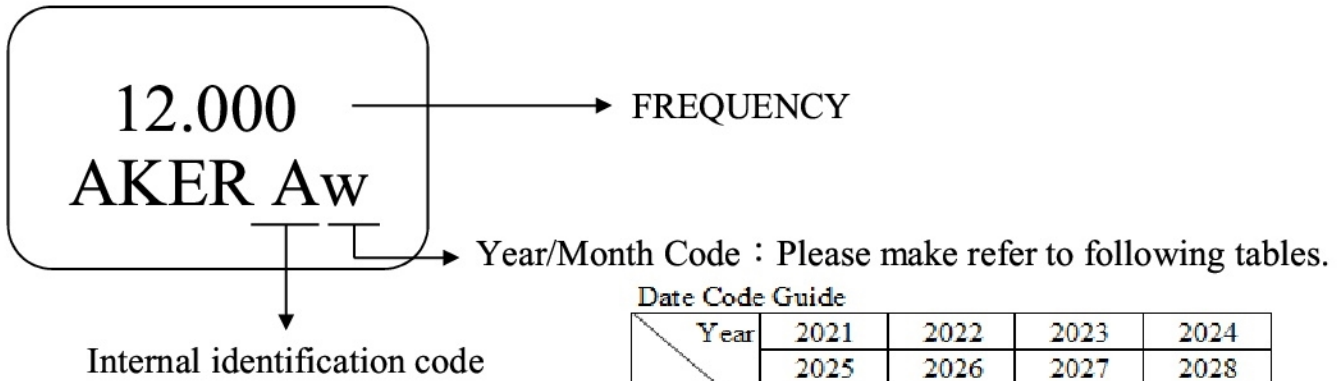 12.000
FREQUENCY
AKER Aw
Year/Month Code：Please make refer to following tables.
Internal identification code
Date Code Guide
Year 2021 2022 2023 2024
2025 2026 2027 2028